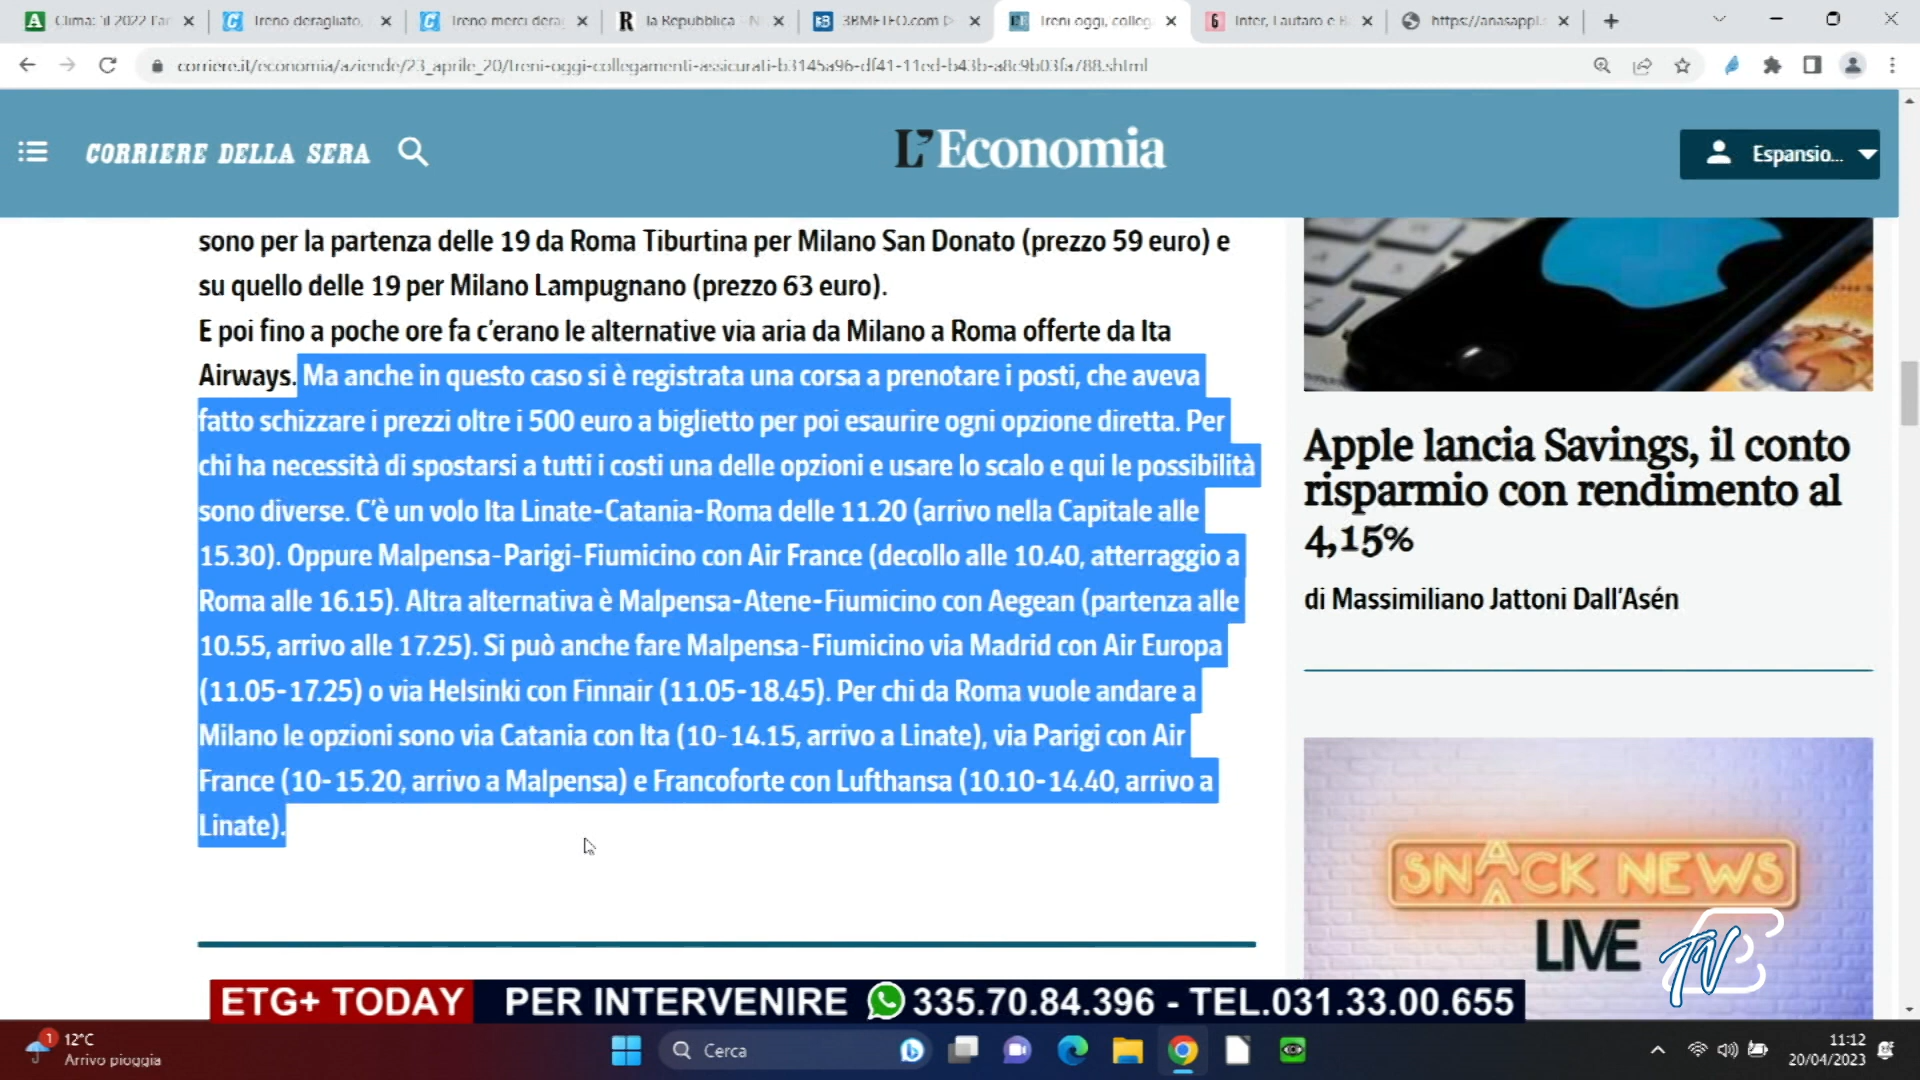 Clima: "il 2022 l'a
Treno deragliato,
Treno merci dera
la Repubblica - N
3BMETEO.com
Treni oggi, colleg
Inter, Lautaro e B
https://anasappl.
corriere.it/economia/aziende/23_aprile_20/treni-oggi-collegamenti-assicurati-b3145a96-df41-11ed-b43b-a8c9b03fa788.shtml
CORRIERE DELLA SERA
L'Economia
Espansio...
sono per la partenza delle 19 da Roma Tiburtina per Milano San Donato (prezzo 59 euro) e
su quello delle 19 per Milano Lampugnano (prezzo 63 euro).
E poi fino a poche ore fa c'erano le alternative via aria da Milano a Roma offerte da Ita
Airways. Ma anche in questo caso si è registrata una corsa a prenotare i posti, che aveva
fatto schizzare i prezzi oltre i 500 euro a biglietto per poi esaurire ogni opzione diretta. Per
chi ha necessità di spostarsi a tutti i costi una delle opzioni e usare lo scalo e qui le possibilità
sono diverse. C'è un volo Ita Linate-Catania-Roma delle 11.20 (arrivo nella Capitale alle
15.30). Oppure Malpensa-Parigi-Fiumicino con Air France (decollo alle 10.40, atterraggio a
Roma alle 16.15). Altra alternativa è Malpensa-Atene-Fiumicino con Aegean (partenza alle
10.55, arrivo alle 17.25). Si può anche fare Malpensa-Fiumicino via Madrid con Air Europa
(11.05-17.25) o via Helsinki con Finnair (11.05-18.45). Per chi da Roma vuole andare a
Milano le opzioni sono via Catania con Ita (10-14.15, arrivo a Linate), via Parigi con Air
France (10-15.20, arrivo a Malpensa) e Francoforte con Lufthansa (10.10-14.40, arrivo a
Linate).
Apple lancia Savings, il conto
risparmio con rendimento al
4,15%
di Massimiliano Jattoni Dall'Asén
SNACK NEWS
LIVE
TV
ETG+ TODAY PER INTERVENIRE 335.70.84.396 - TEL.031.33.00.655
1
12°C
Arrivo pioggia
Cerca
11:12
20/04/2023